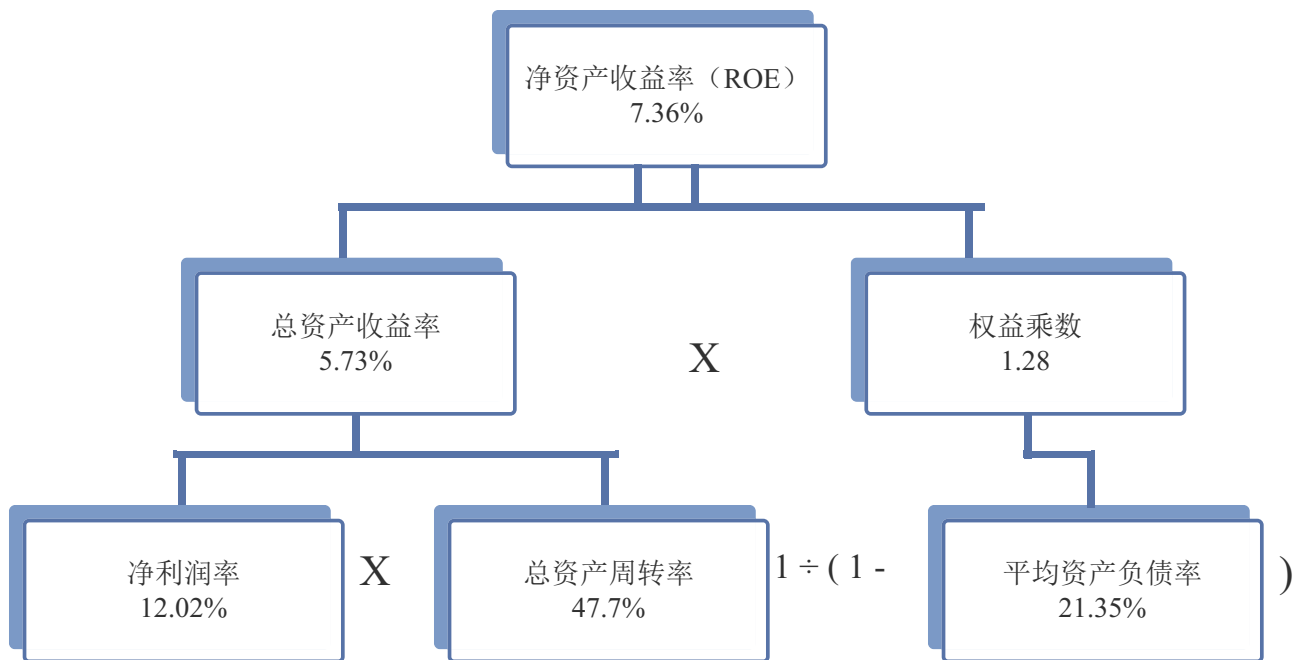 净资产收益率（ROE）
7.36%
总资产收益率
5.73%
X
权益乘数
1.28
净利润率
12.02%
X
总资产周转率
47.7%
1 ÷ ( 1 -
平均资产负债率
21.35%
)